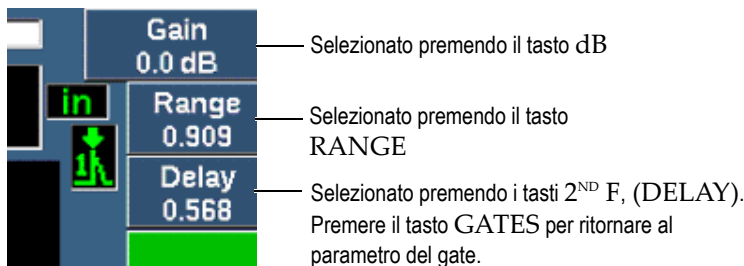 Gain
0.0 dB
Selezionato premendo il tasto dB
in
Range
0.909
Selezionato premendo il tasto
RANGE
1
Delay
0.568
Selezionato premendo i tasti 2ND F, (DELAY).
Premere il tasto GATES per ritornare al
parametro del gate.